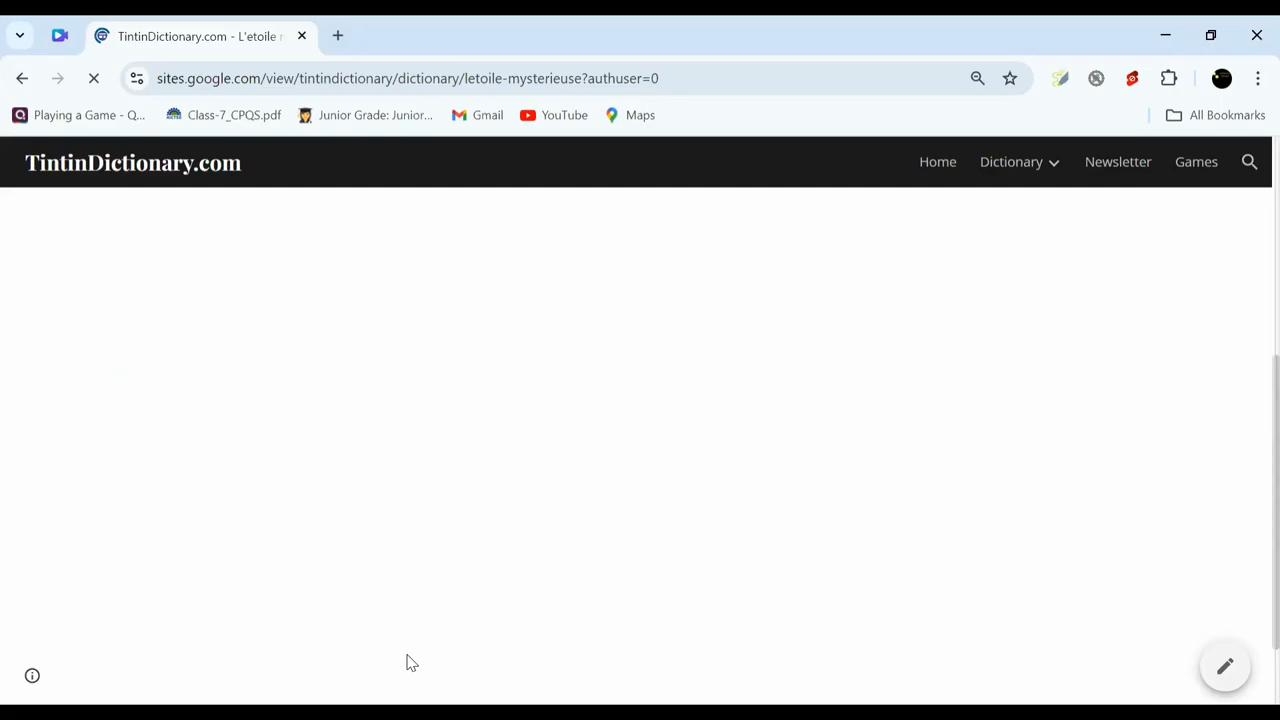 TintinDictionary.com - L'etoile m
sites.google.com/view/tintindictionary/dictionary/letoile-mysterieuse?authuser=0
Playing a Game - Q... Class-7_CPQS.pdf Junior Grade: Junior... Gmail YouTube Maps All Bookmarks
TintinDictionary.com Home Dictionary Newsletter Games